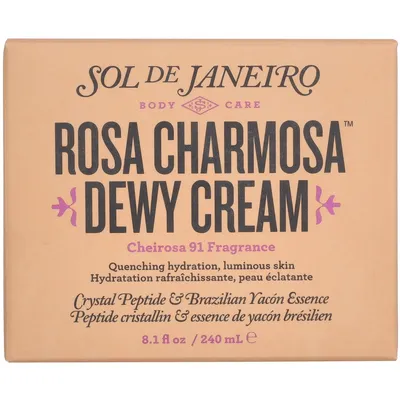 SOL DE JANEIRO
BODY CARE
ROSA CHARMOSA™
DEWY CREAM
Cheirosa 91 Fragrance
Quenching hydration, luminous skin
Hydratation rafraîchissante, peau éclatante
Crystal Peptide & Brazilian Yacón Essence
Peptide cristallin & essence de yacón brésilien
8.1 fl oz / 240 mL ℮